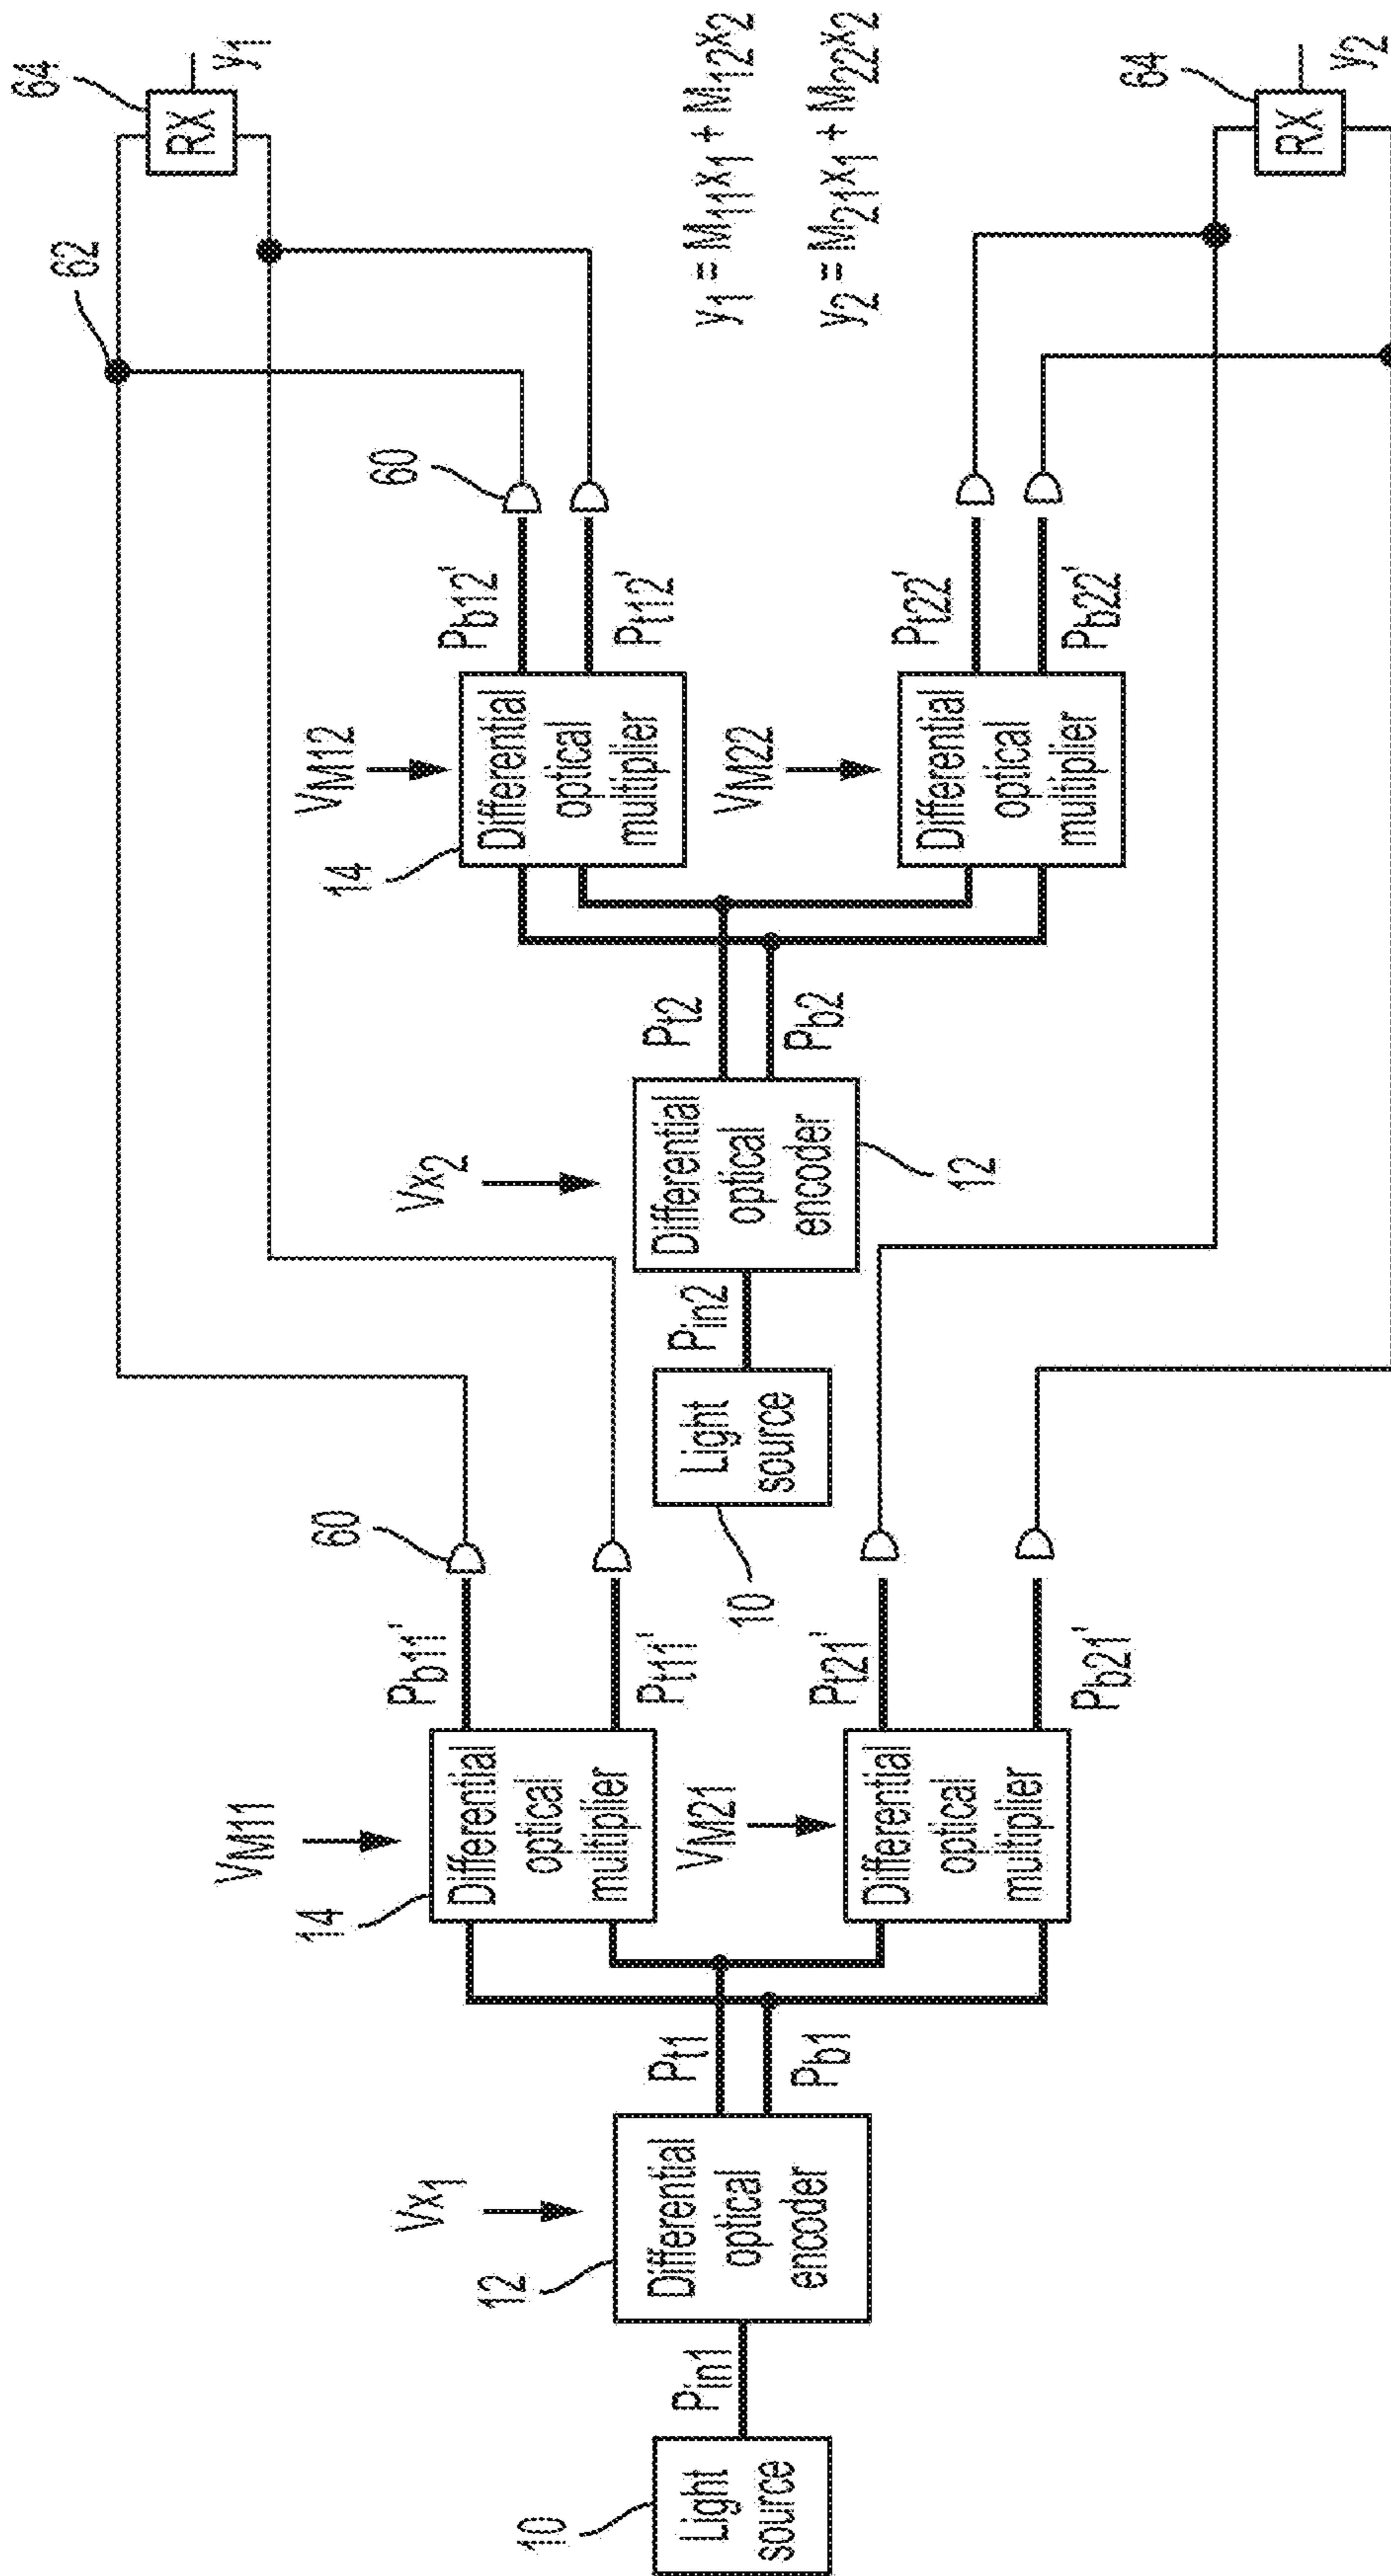 64
RX
y1
62
y1 = M11x1 + M12x2
y2 = M21x1 + M22x2
64
RX
y2
60
Pb12'
Pt12'
Pt22'
Pb22'
VM12
14
Differential
optical
multiplier
VM22
Differential
optical
multiplier
Pt2
Pb2
Vx2
Differential
optical
encoder
12
Pin2
Light
source
10
60
Pb11'
Pt11'
Pt21'
Pb21'
VM11
14
Differential
optical
multiplier
VM21
Differential
optical
multiplier
Pt1
Pb1
Vx1
12
Differential
optical
encoder
Pin1
10
Light
source